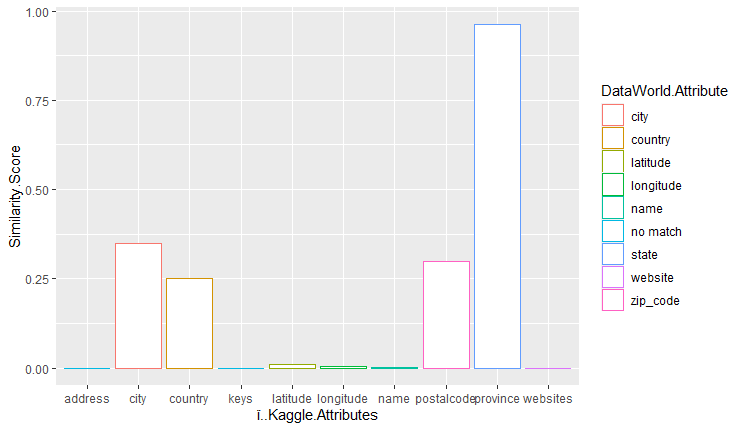 1.00
0.75
0.50
0.25
0.00
Similarity.Score
address city country keys latitude longitude name postalcode province websites
ï..Kaggle.Attributes
DataWorld.Attribute
city
country
latitude
longitude
name
no match
state
website
zip_code